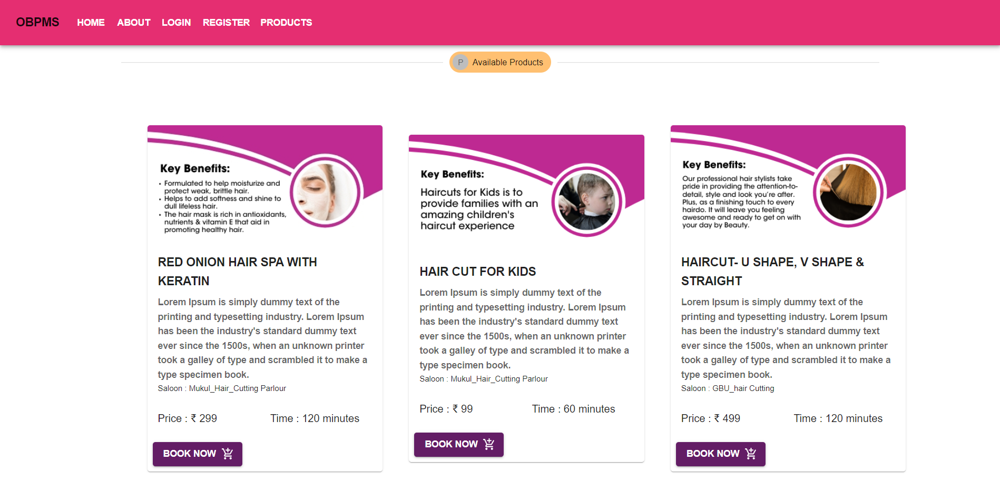 OBPMS HOME ABOUT LOGIN REGISTER PRODUCTS
P Available Products
Key Benefits:
• Formulated to help moisturize and
protect weak, brittle hair.
• Helps to add softness and shine to
dull lifeless hair.
• The hair mask is rich in antioxidants,
nutrients & vitamin E that aid in
promoting healthy hair.
RED ONION HAIR SPA WITH
KERATIN
Lorem Ipsum is simply dummy text of the
printing and typesetting industry. Lorem Ipsum
has been the industry's standard dummy text
ever since the 1500s, when an unknown printer
took a galley of type and scrambled it to make a
type specimen book.
Saloon : Mukul_Hair_Cutting Parlour
Price : ₹ 299 Time : 120 minutes
BOOK NOW
Key Benefits:
Haircuts for Kids is to
provide families with an
amazing children's
haircut experience
HAIR CUT FOR KIDS
Lorem Ipsum is simply dummy text of the
printing and typesetting industry. Lorem Ipsum
has been the industry's standard dummy text
ever since the 1500s, when an unknown printer
took a galley of type and scrambled it to make a
type specimen book.
Saloon : Mukul_Hair_Cutting Parlour
Price : ₹ 99 Time : 60 minutes
BOOK NOW
Key Benefits:
Our professional hair stylists take
pride in providing the attention-to-
detail, style and look you're after.
Plus, as a finishing touch to every
hairdo. It will leave you feeling
awesome and ready to get on with
your day by Beauty.
HAIRCUT- U SHAPE, V SHAPE &
STRAIGHT
Lorem Ipsum is simply dummy text of the
printing and typesetting industry. Lorem Ipsum
has been the industry's standard dummy text
ever since the 1500s, when an unknown printer
took a galley of type and scrambled it to make a
type specimen book.
Saloon : GBU_hair Cutting
Price : ₹ 499 Time : 120 minutes
BOOK NOW